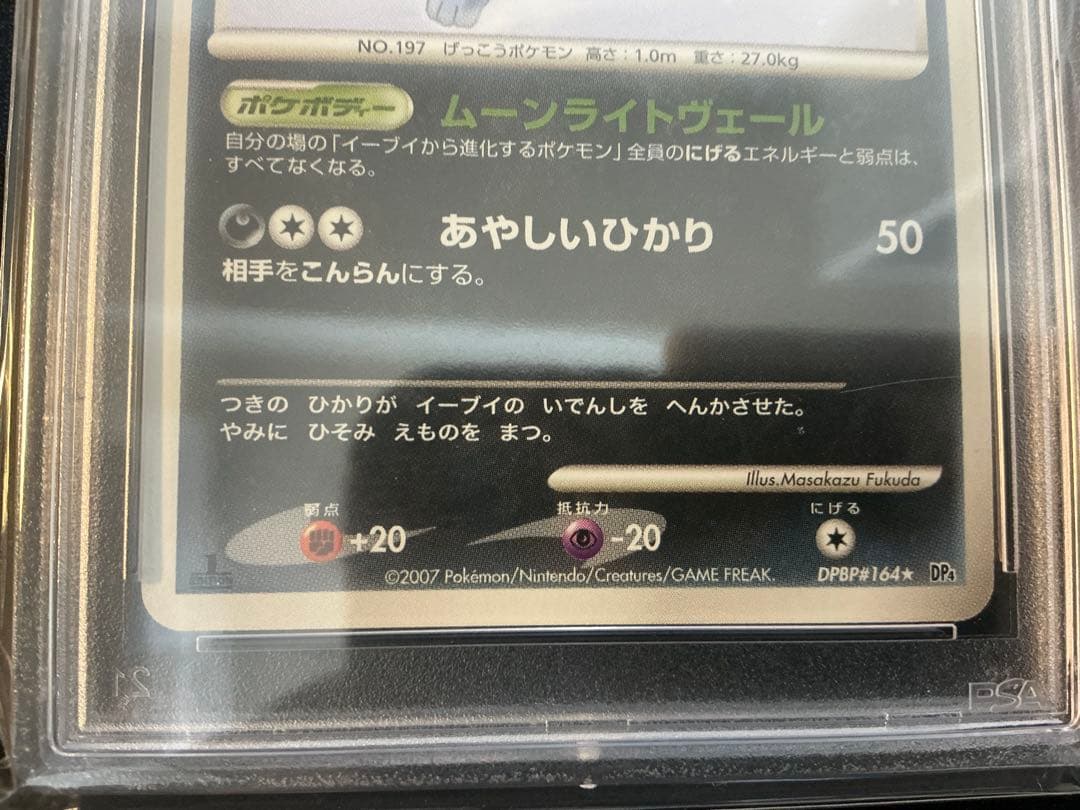 NO.197 げっこうポケモン 高さ：1.0m 重さ：27.0kg
ポケボディー ムーンライトヴェール
自分の場の「イーブイから進化するポケモン」全員のにげるエネルギーと弱点は、
すべてなくなる。
あやしいひかり 50
相手をこんらんにする。
つきの ひかりが イーブイの いでんしを へんかさせた。
やみに ひそみ えものを まつ。
Illus.Masakazu Fukuda
弱点 抵抗力 にげる
+20 -20
1 EDITION
©2007 Pokémon/Nintendo/Creatures/GAME FREAK. DPBP#164★ DP4
PSA